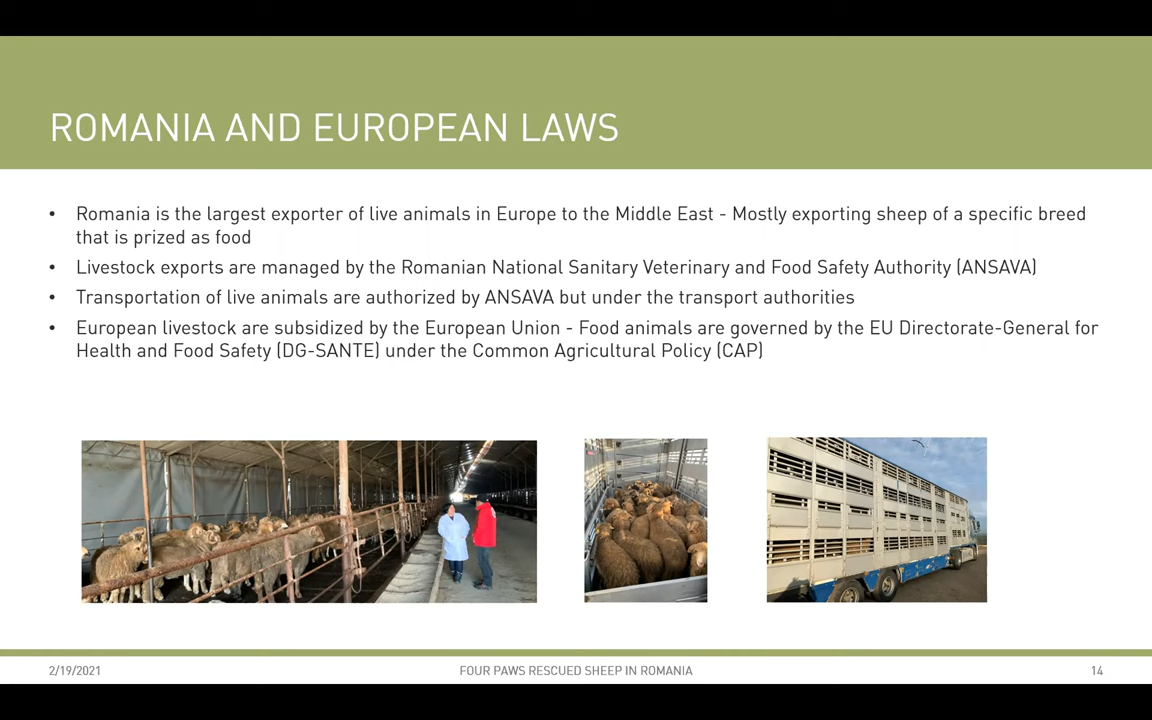 ROMANIA AND EUROPEAN LAWS
• Romania is the largest exporter of live animals in Europe to the Middle East - Mostly exporting sheep of a specific breed
that is prized as food
• Livestock exports are managed by the Romanian National Sanitary Veterinary and Food Safety Authority (ANSAVA)
• Transportation of live animals are authorized by ANSAVA but under the transport authorities
• European livestock are subsidized by the European Union - Food animals are governed by the EU Directorate-General for
Health and Food Safety (DG-SANTE) under the Common Agricultural Policy (CAP)
2/19/2021
FOUR PAWS RESCUED SHEEP IN ROMANIA
14